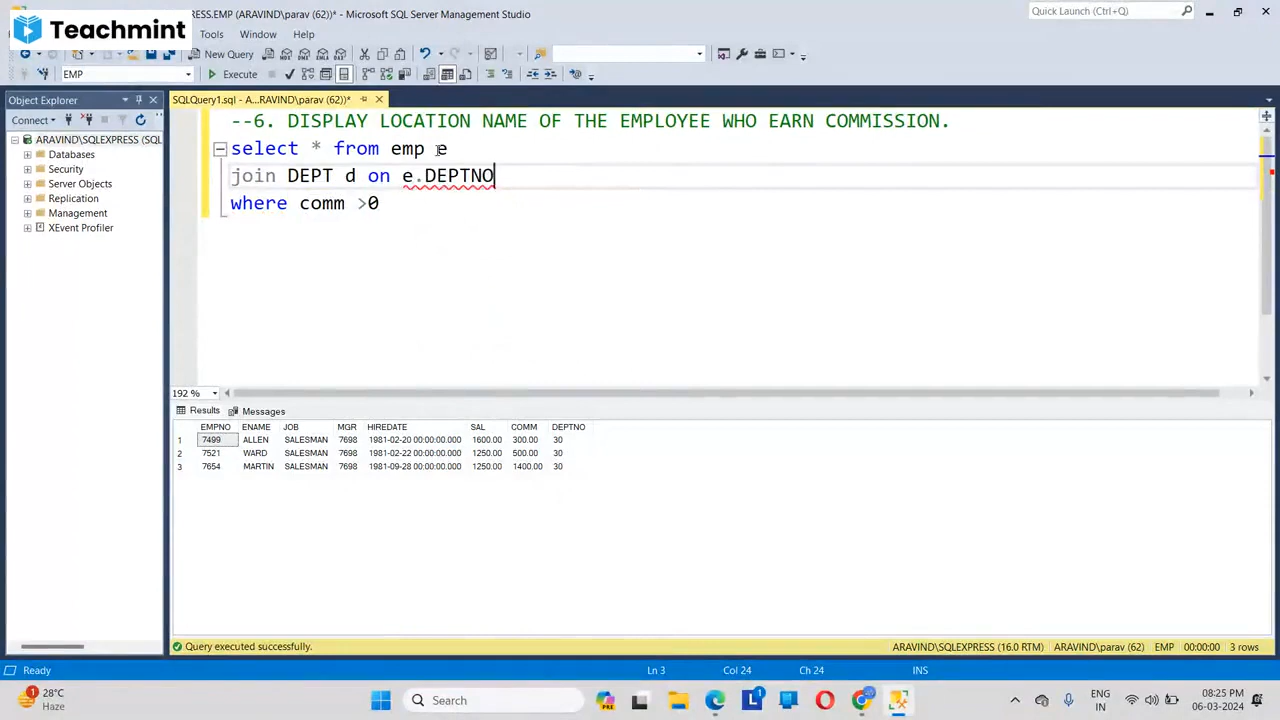 RESS.EMP (ARAVIND\parav (62))* - Microsoft SQL Server Management Studio
Quick Launch (Ctrl+Q)
Teachmint
Tools Window Help
New Query
EMP
Execute
Object Explorer
SQLQuery1.sql - A...RAVIND\parav (62))*
Connect
ARAVIND\SQLEXPRESS (SQL
Databases
Security
Server Objects
Replication
Management
XEvent Profiler
--6. DISPLAY LOCATION NAME OF THE EMPLOYEE WHO EARN COMMISSION.
select * from emp e
join DEPT d on e.DEPTNO
where comm >0
192 %
Results Messages
EMPNO ENAME JOB MGR HIREDATE SAL COMM DEPTNO
1 7499 ALLEN SALESMAN 7698 1981-02-20 00:00:00.000 1600.00 300.00 30
2 7521 WARD SALESMAN 7698 1981-02-22 00:00:00.000 1250.00 500.00 30
3 7654 MARTIN SALESMAN 7698 1981-09-28 00:00:00.000 1250.00 1400.00 30
Query executed successfully. ARAVIND\SQLEXPRESS (16.0 RTM) ARAVIND\parav (62) EMP 00:00:00 3 rows
Ready Ln 3 Col 24 Ch 24 INS
28°C
Haze
Search
ENG
IN
08:25 PM
06-03-2024